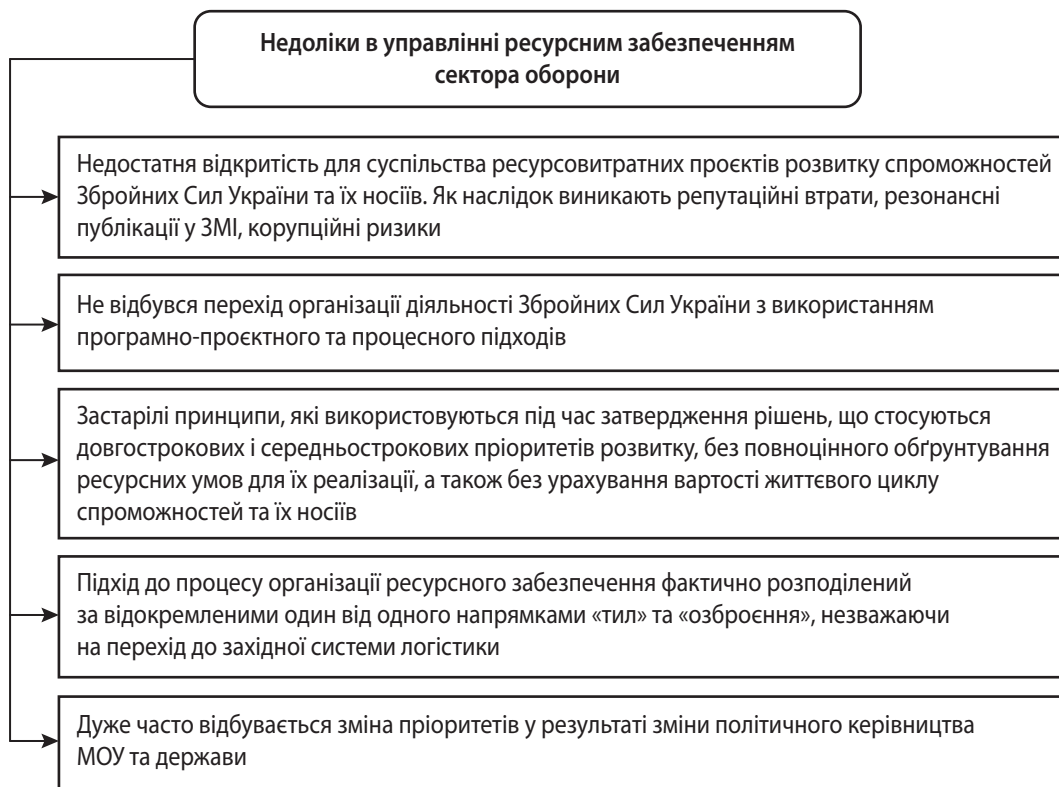 Недоліки в управлінні ресурсним забезпеченням
сектора оборони
Недостатня відкритість для суспільства ресурсовитратних проєктів розвитку спроможностей
Збройних Сил України та їх носіїв. Як наслідок виникають репутаційні втрати, резонансні
публікації у ЗМІ, корупційні ризики
Не відбувся перехід організації діяльності Збройних Сил України з використанням
програмно-проєктного та процесного підходів
Застарілі принципи, які використовуються під час затвердження рішень, що стосуються
довгострокових і середньострокових пріоритетів розвитку, без повноцінного обґрунтування
ресурсних умов для їх реалізації, а також без урахування вартості життєвого циклу
спроможностей та їх носіїв
Підхід до процесу організації ресурсного забезпечення фактично розподілений
за відокремленими один від одного напрямками «тил» та «озброєння», незважаючи
на перехід до західної системи логістики
Дуже часто відбувається зміна пріоритетів у результаті зміни політичного керівництва
МОУ та держави